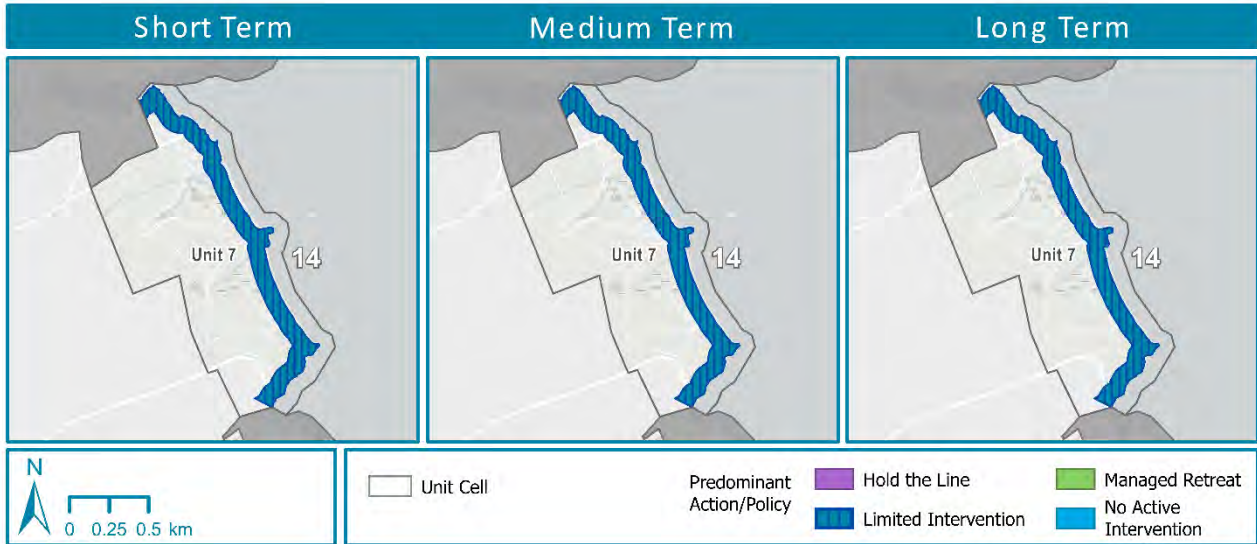 Short Term
Medium Term
Long Term
Unit 7
14
Unit 7
14
Unit 7
14
N
0 0.25 0.5 km
Unit Cell
Predominant
Action/Policy
Hold the Line
Limited Intervention
Managed Retreat
No Active
Intervention